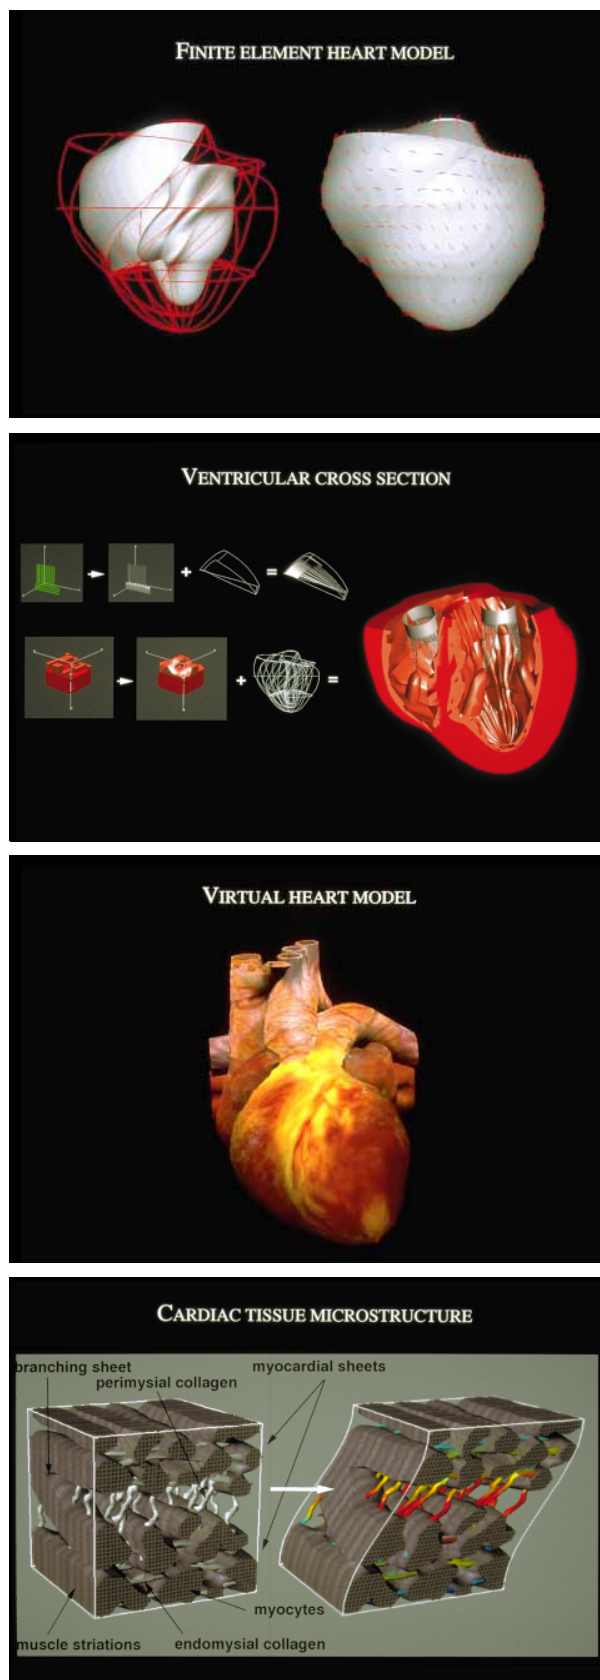 FINITE ELEMENT HEART MODEL
VENTRICULAR CROSS SECTION
+ =
+ =
VIRTUAL HEART MODEL
CARDIAC TISSUE MICROSTRUCTURE
branching sheet
myocardial sheets
perimysial collagen
myocytes
muscle striations
endomysial collagen